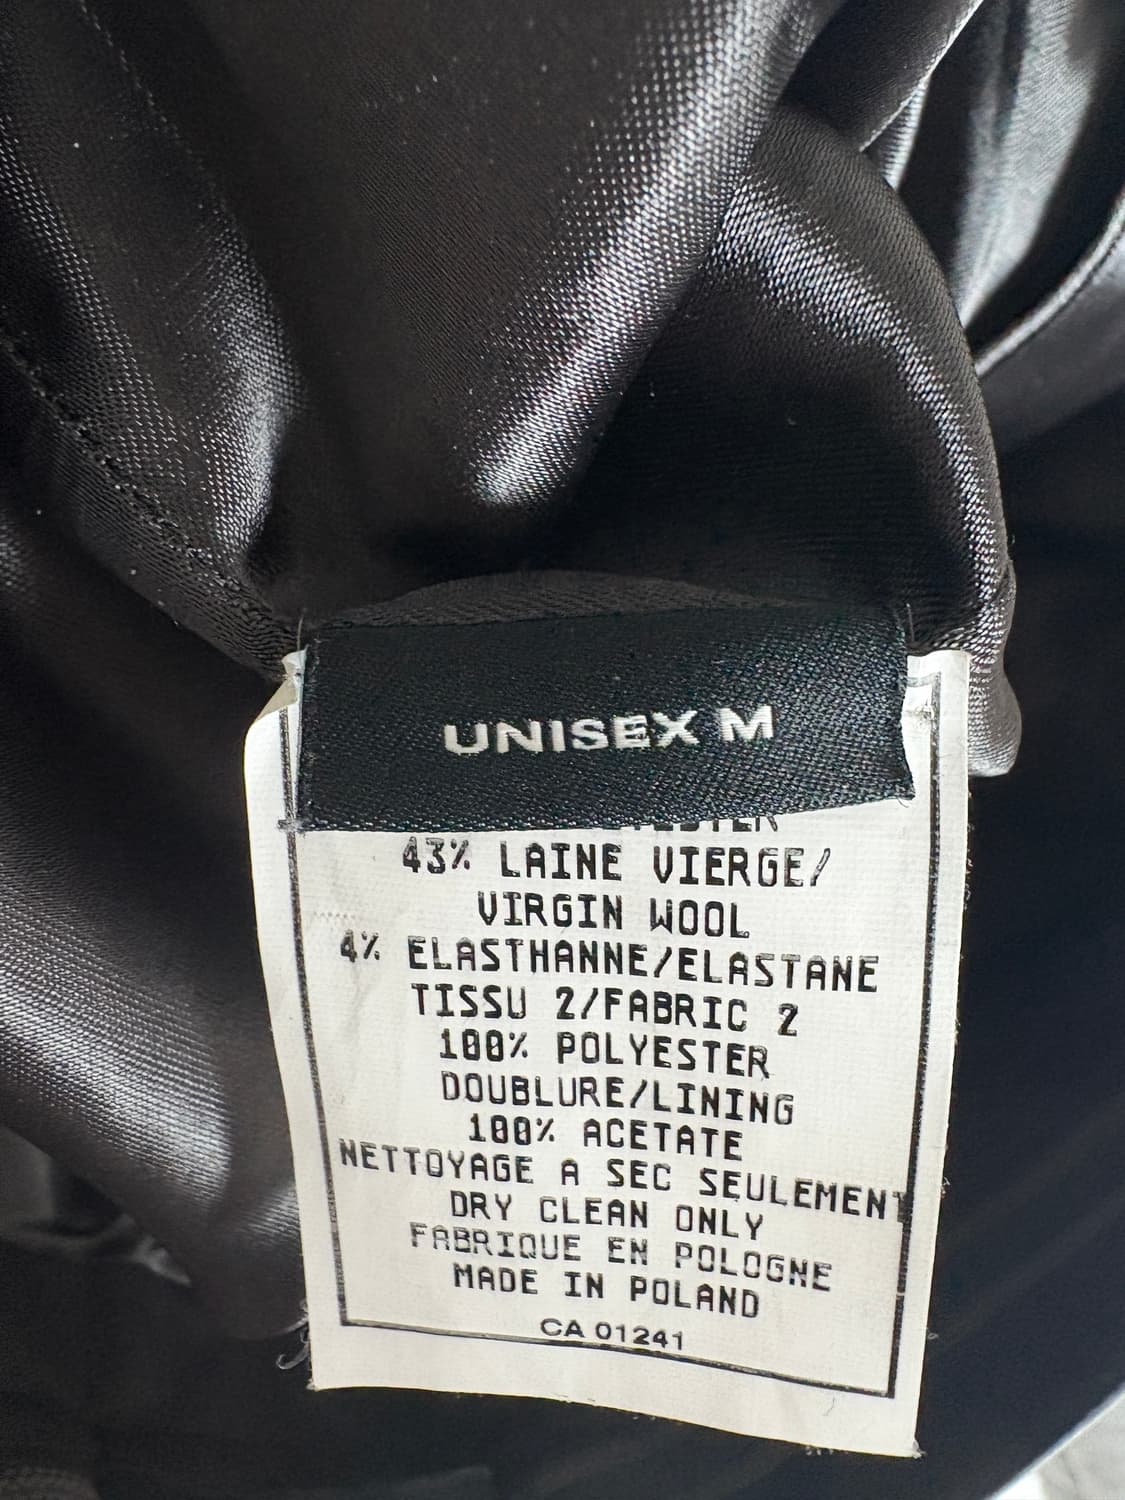 UNISEX M
43% LAINE VIERGE/
VIRGIN WOOL
4% ELASTHANNE/ELASTANE
TISSU 2/FABRIC 2
100% POLYESTER
DOUBLURE/LINING
100% ACETATE
NETTOYAGE A SEC SEULEMENT
DRY CLEAN ONLY
FABRIQUE EN POLOGNE
MADE IN POLAND
CA 01241